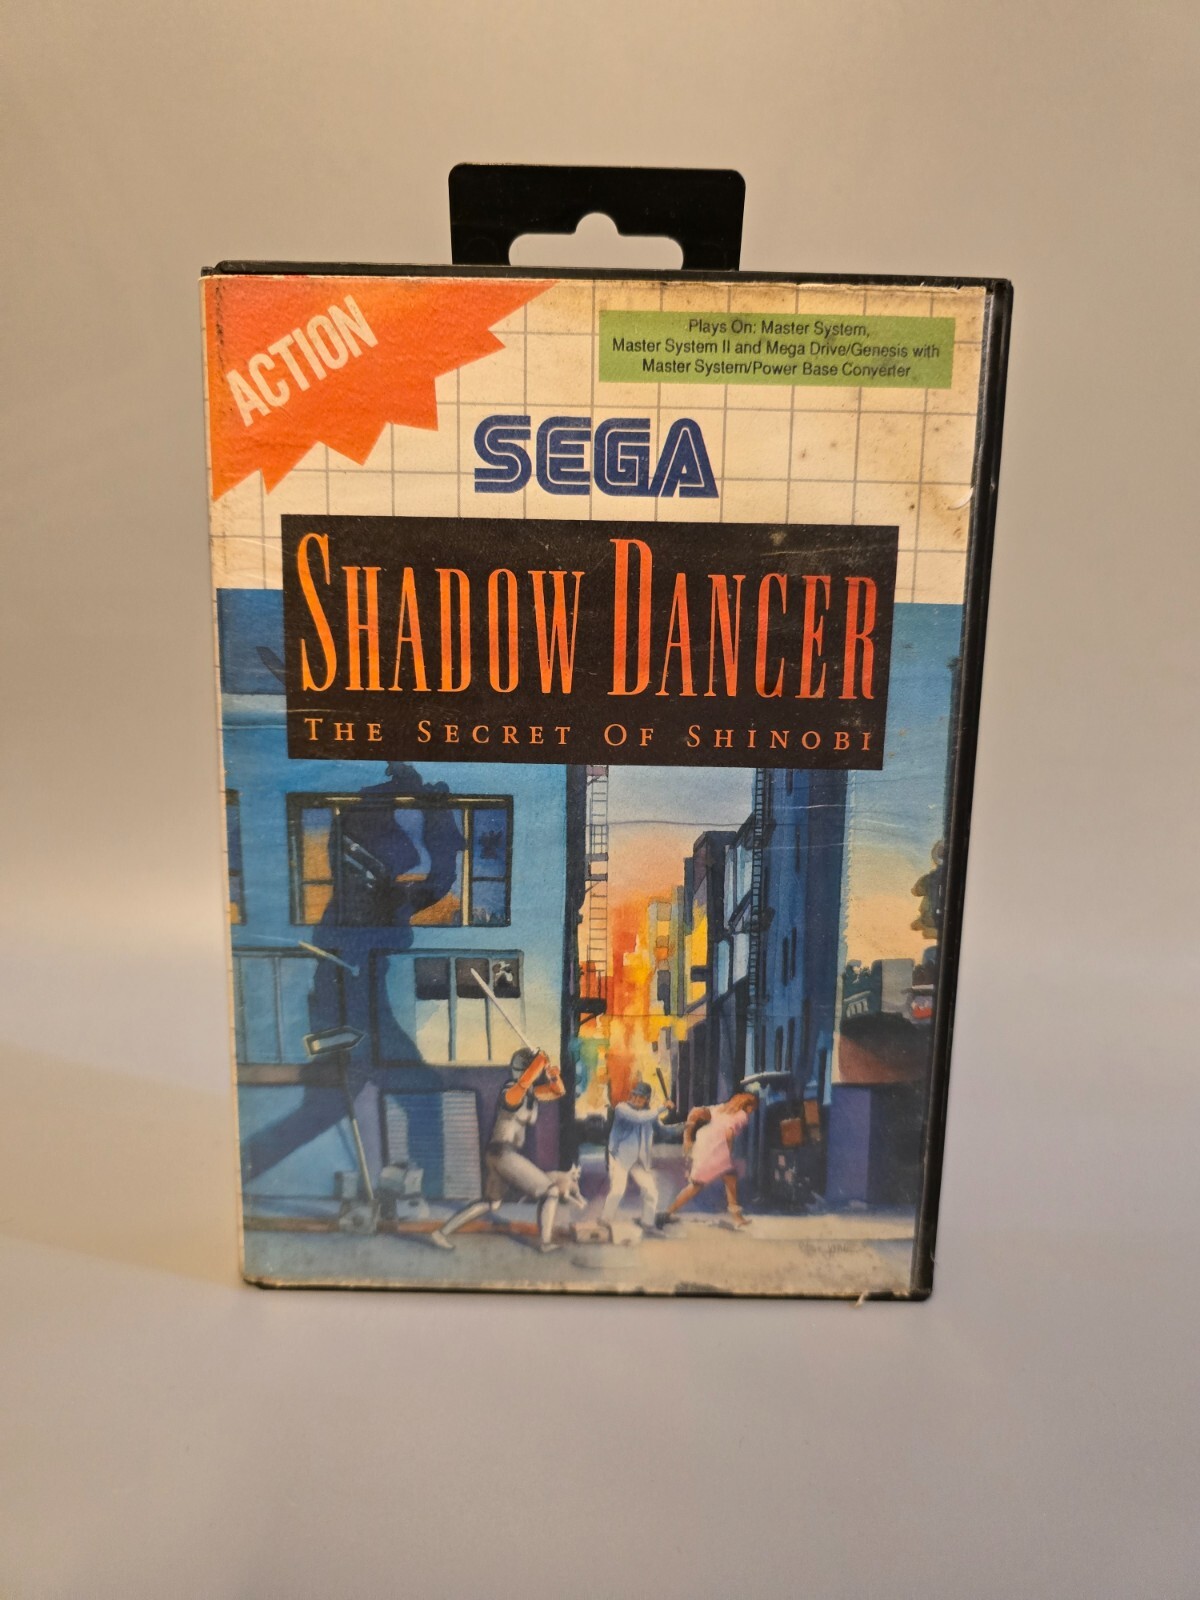 ACTION
Plays On: Master System,
Master System II and Mega Drive/Genesis with
Master System/Power Base Converter
SEGA
SHADOW DANCER
THE SECRET OF SHINOBI